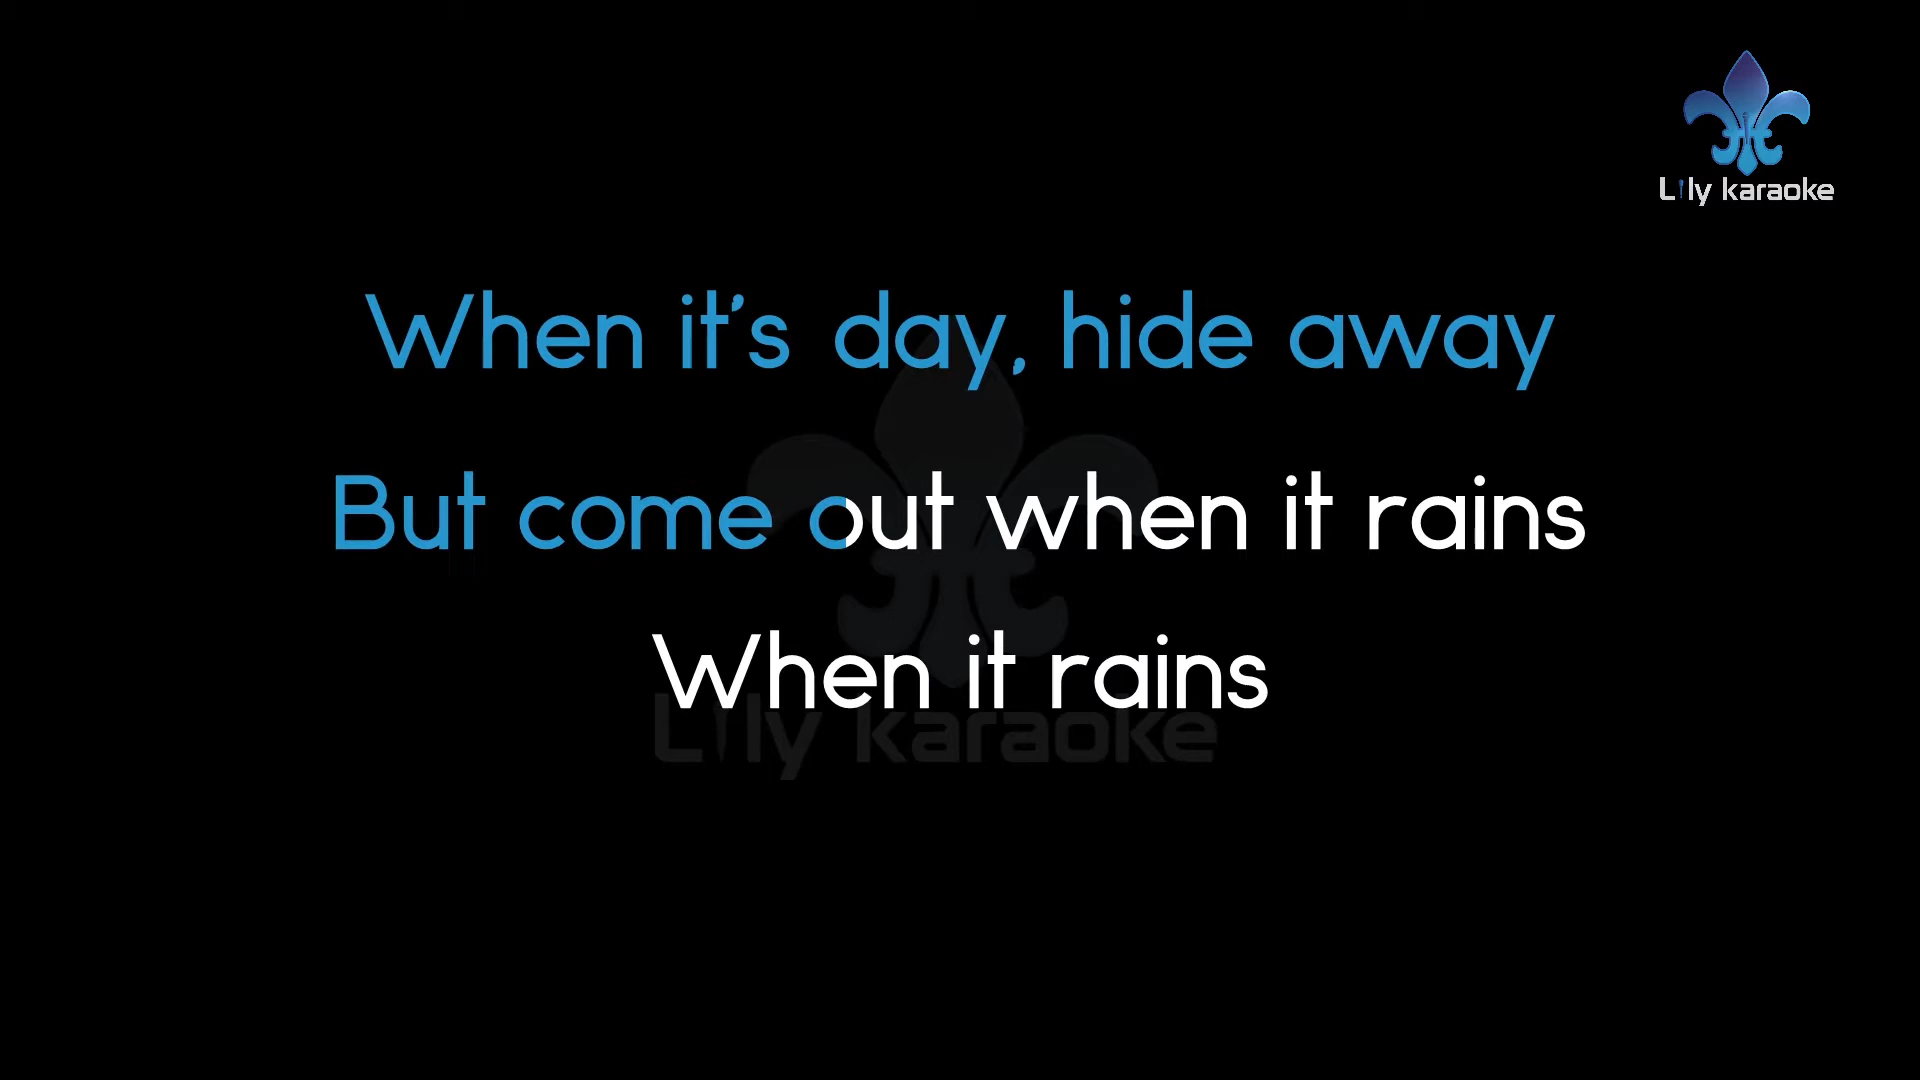 Lily karaoke
When it's day, hide away
But come out when it rains
When it rains
Lily karaoke